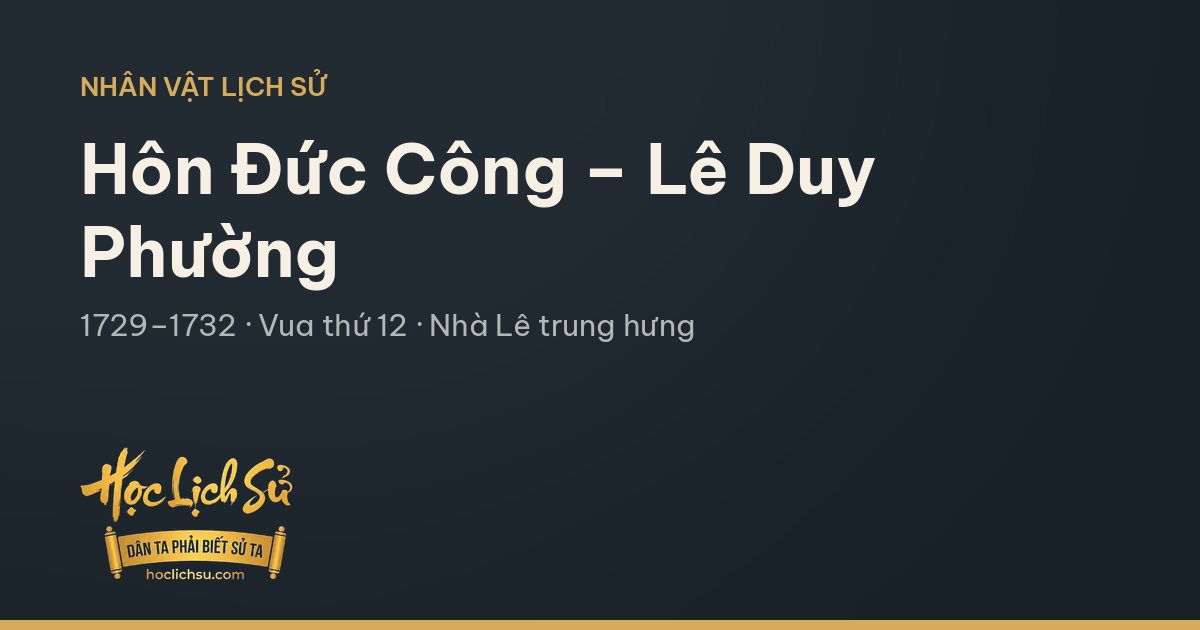 NHÂN VẬT LỊCH SỬ
Hôn Đức Công – Lê Duy
Phường
1729–1732 · Vua thứ 12 · Nhà Lê trung hưng
Học Lịch Sử
DÂN TA PHẢI BIẾT SỬ TA
hoclichsu.com